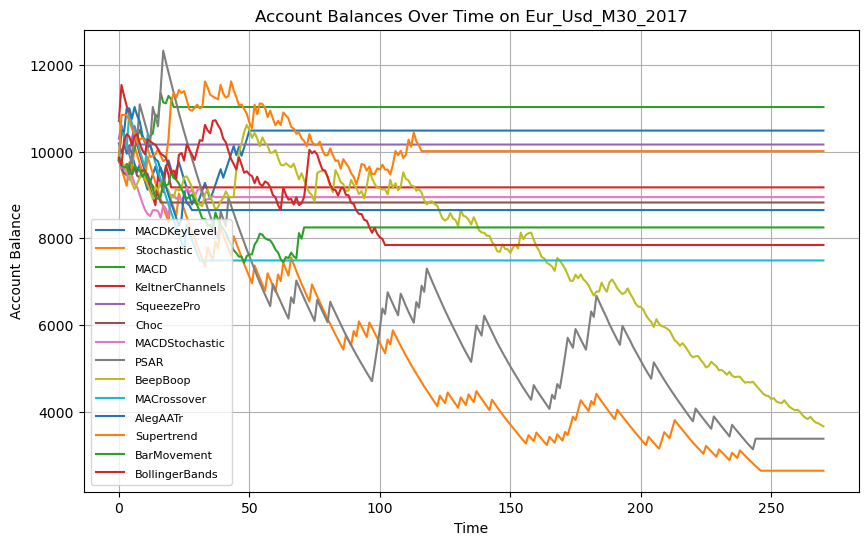 Account Balances Over Time on Eur_Usd_M30_2017
Account Balance
12000
10000
8000
6000
4000
MACDKeyLevel
Stochastic
MACD
KeltnerChannels
SqueezePro
Choc
MACDStochastic
PSAR
BeepBoop
MACrossover
AlegAATr
Supertrend
BarMovement
BollingerBands
0
50
100
150
200
250
Time